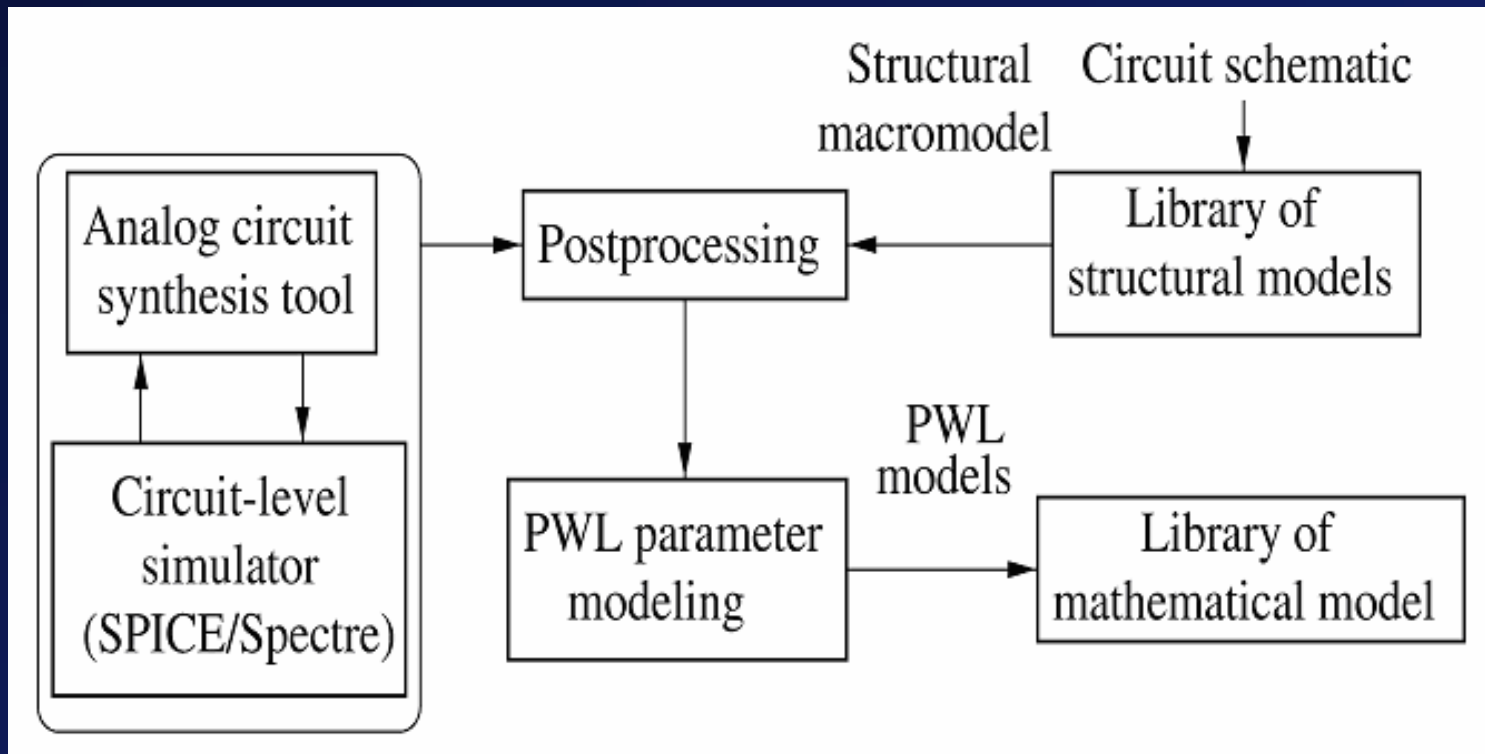 Structural
macromodel
Circuit schematic
Analog circuit
synthesis tool
Postprocessing
Library of
structural models
Circuit-level
simulator
(SPICE/Spectre)
PWL parameter
modeling
PWL
models
Library of
mathematical model